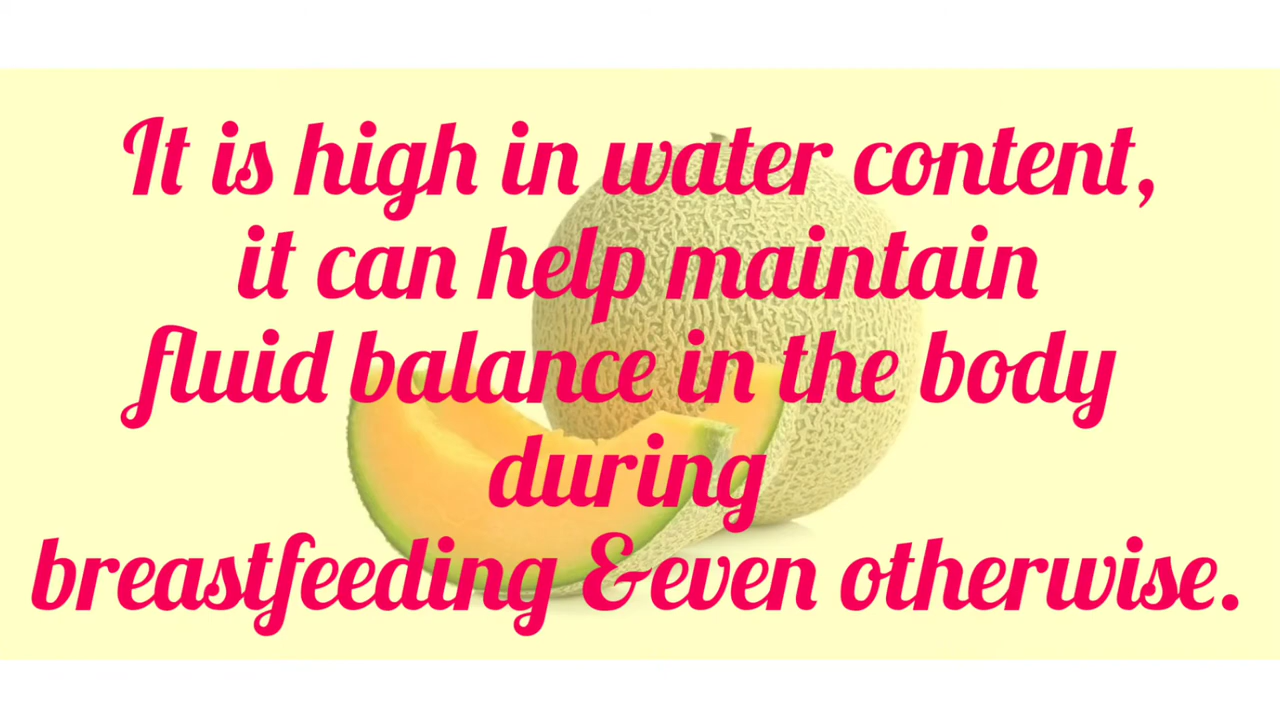 It is high in water content,
it can help maintain
fluid balance in the body
during
breastfeeding &even otherwise.